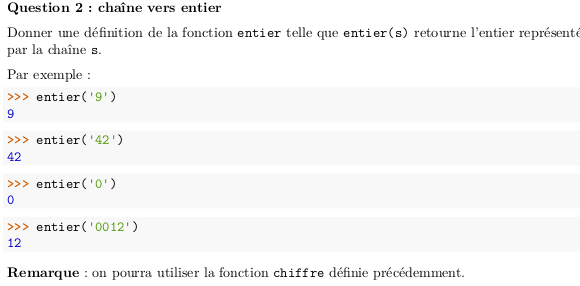 Question 2 : chaîne vers entier
Donner une définition de la fonction entier telle que entier(s) retourne l'entier représenté
par la chaîne s.
Par exemple :
>>> entier('9')
9
>>> entier('42')
42
>>> entier('0')
0
>>> entier('0012')
12
Remarque : on pourra utiliser la fonction chiffre définie précédemment.